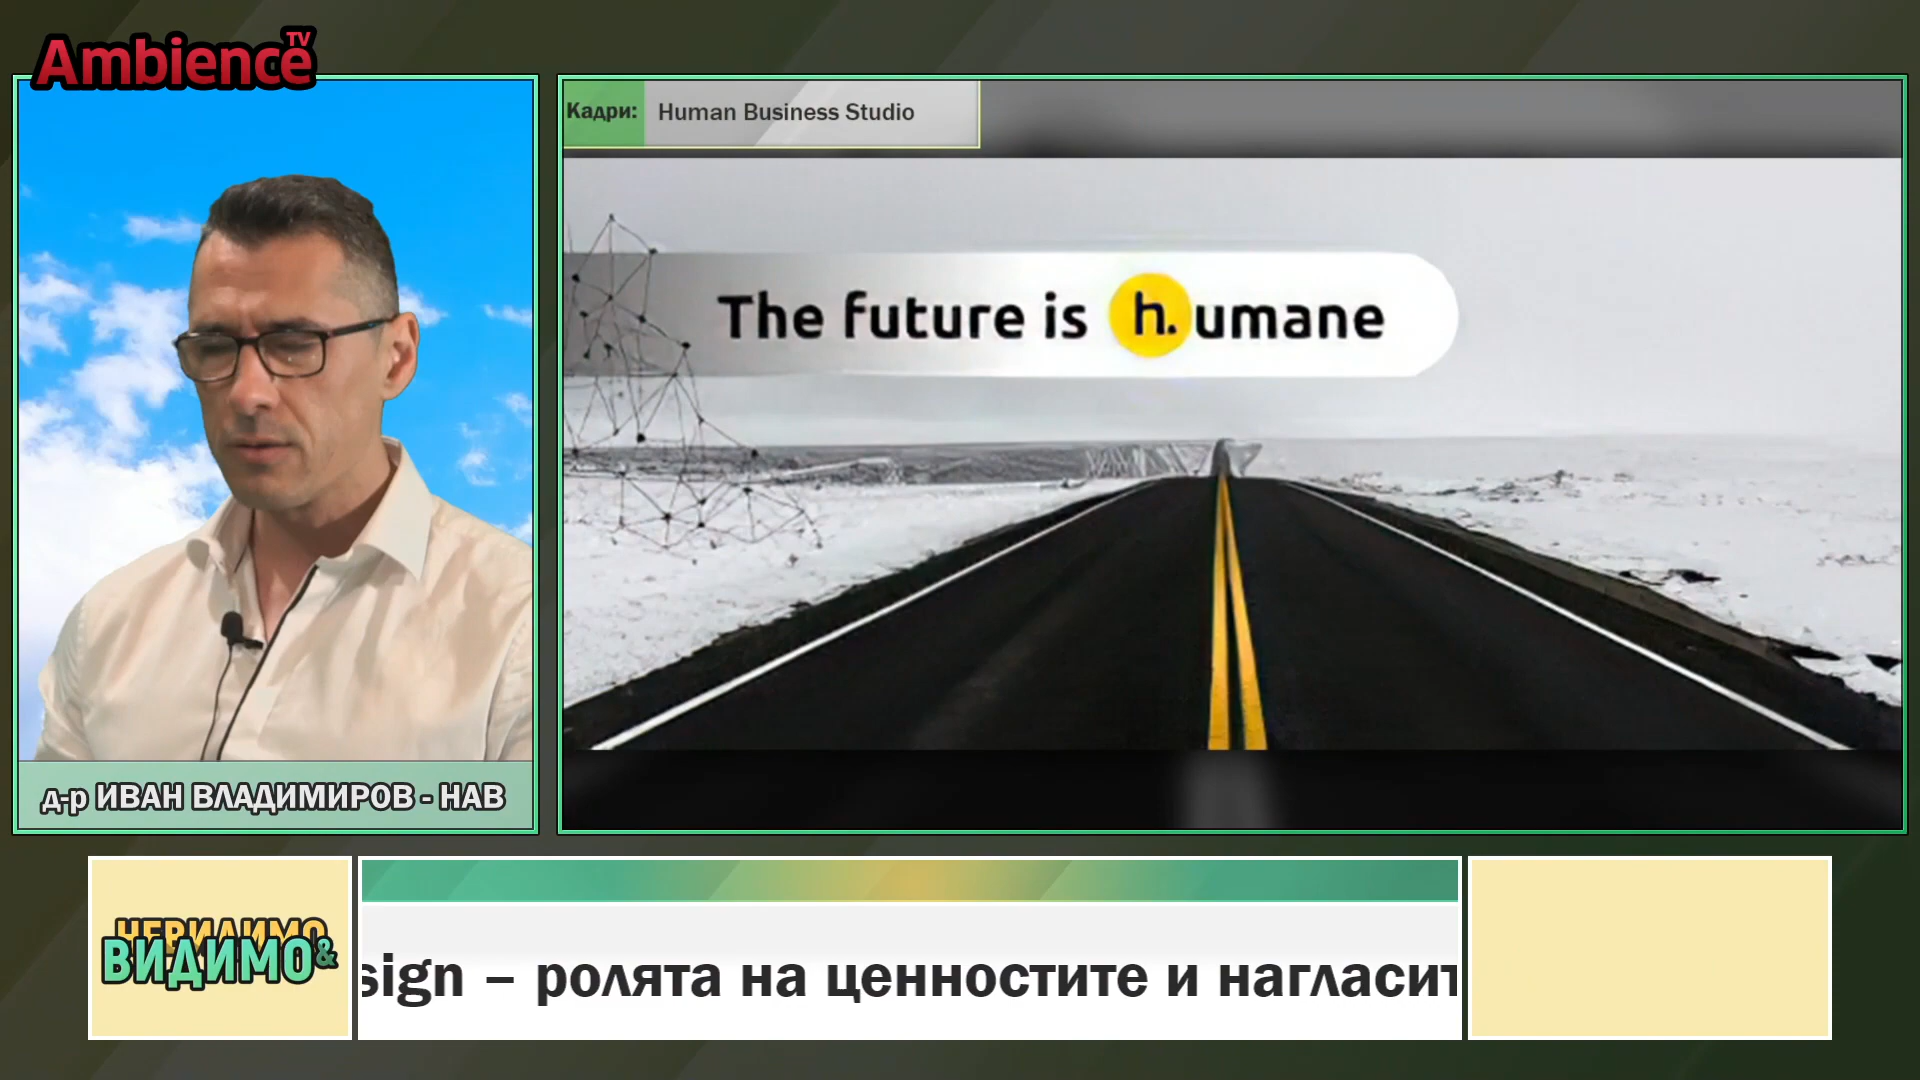 Ambience TV
Кадри: Human Business Studio
The future is h.umane
д-р ИВАН ВЛАДИМИРОВ - НАВ
НЕВИДИМО
ВИДИМО&
sign – ролята на ценностите и нагласит